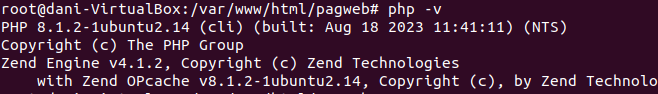 root@dani-VirtualBox:/var/www/html/pagweb# php -v
PHP 8.1.2-1ubuntu2.14 (cli) (built: Aug 18 2023 11:41:11) (NTS)
Copyright (c) The PHP Group
Zend Engine v4.1.2, Copyright (c) Zend Technologies
    with Zend OPcache v8.1.2-1ubuntu2.14, Copyright (c), by Zend Technolo